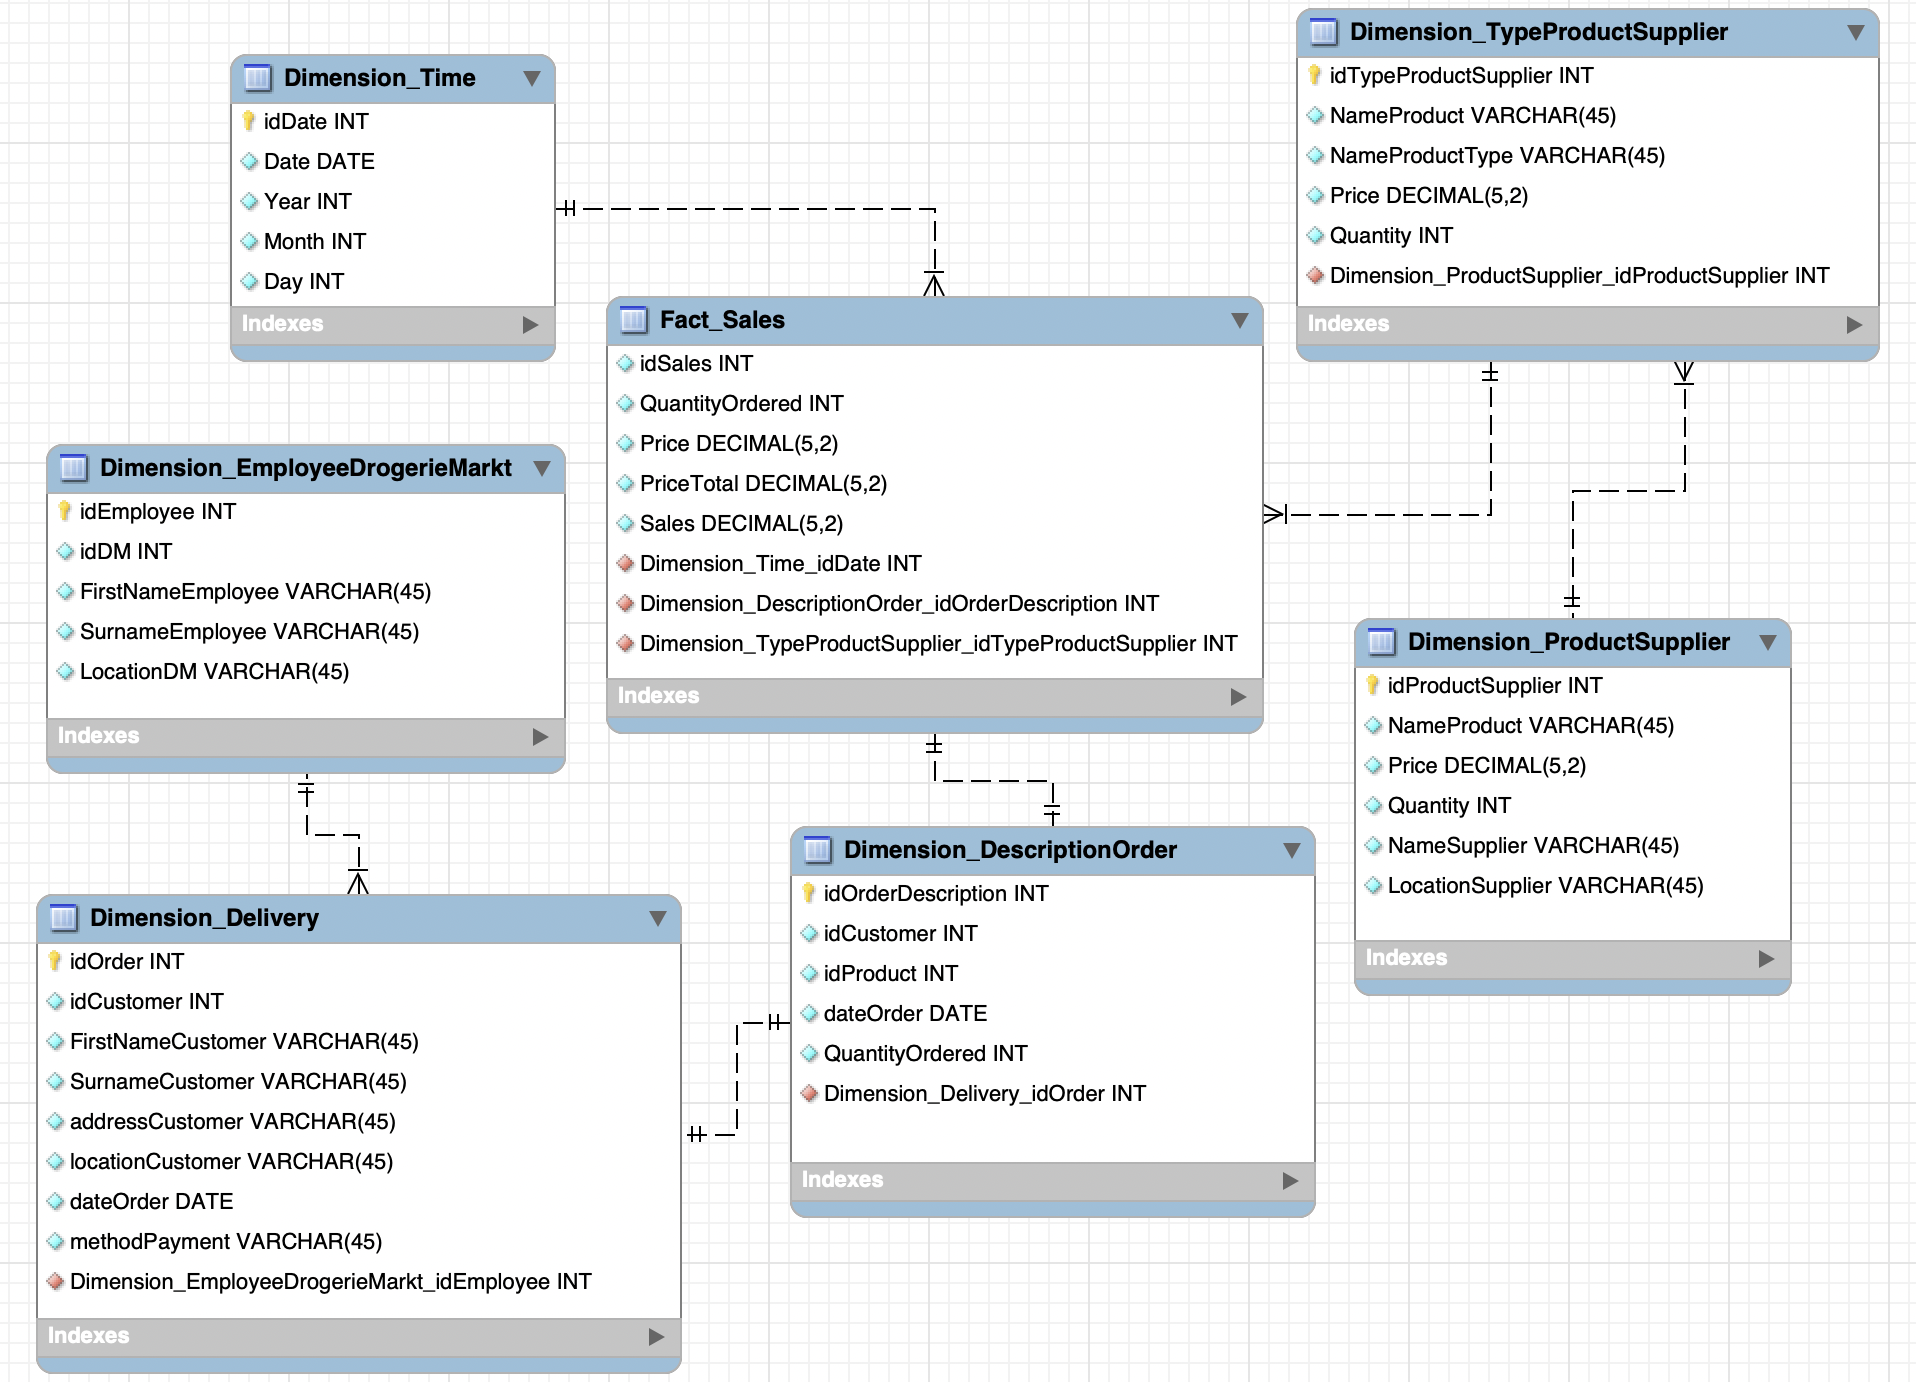 Dimension_Time
idDate INT
Date DATE
Year INT
Month INT
Day INT
Indexes
Dimension_TypeProductSupplier
idTypeProductSupplier INT
NameProduct VARCHAR(45)
NameProductType VARCHAR(45)
Price DECIMAL(5,2)
Quantity INT
Dimension_ProductSupplier_idProductSupplier INT
Indexes
Fact_Sales
idSales INT
QuantityOrdered INT
Price DECIMAL(5,2)
PriceTotal DECIMAL(5,2)
Sales DECIMAL(5,2)
Dimension_Time_idDate INT
Dimension_DescriptionOrder_idOrderDescription INT
Dimension_TypeProductSupplier_idTypeProductSupplier INT
Indexes
Dimension_EmployeeDrogerieMarkt
idEmployee INT
idDM INT
FirstNameEmployee VARCHAR(45)
SurnameEmployee VARCHAR(45)
LocationDM VARCHAR(45)
Indexes
Dimension_ProductSupplier
idProductSupplier INT
NameProduct VARCHAR(45)
Price DECIMAL(5,2)
Quantity INT
NameSupplier VARCHAR(45)
LocationSupplier VARCHAR(45)
Indexes
Dimension_DescriptionOrder
idOrderDescription INT
idCustomer INT
idProduct INT
dateOrder DATE
QuantityOrdered INT
Dimension_Delivery_idOrder INT
Indexes
Dimension_Delivery
idOrder INT
idCustomer INT
FirstNameCustomer VARCHAR(45)
SurnameCustomer VARCHAR(45)
addressCustomer VARCHAR(45)
locationCustomer VARCHAR(45)
dateOrder DATE
methodPayment VARCHAR(45)
Dimension_EmployeeDrogerieMarkt_idEmployee INT
Indexes